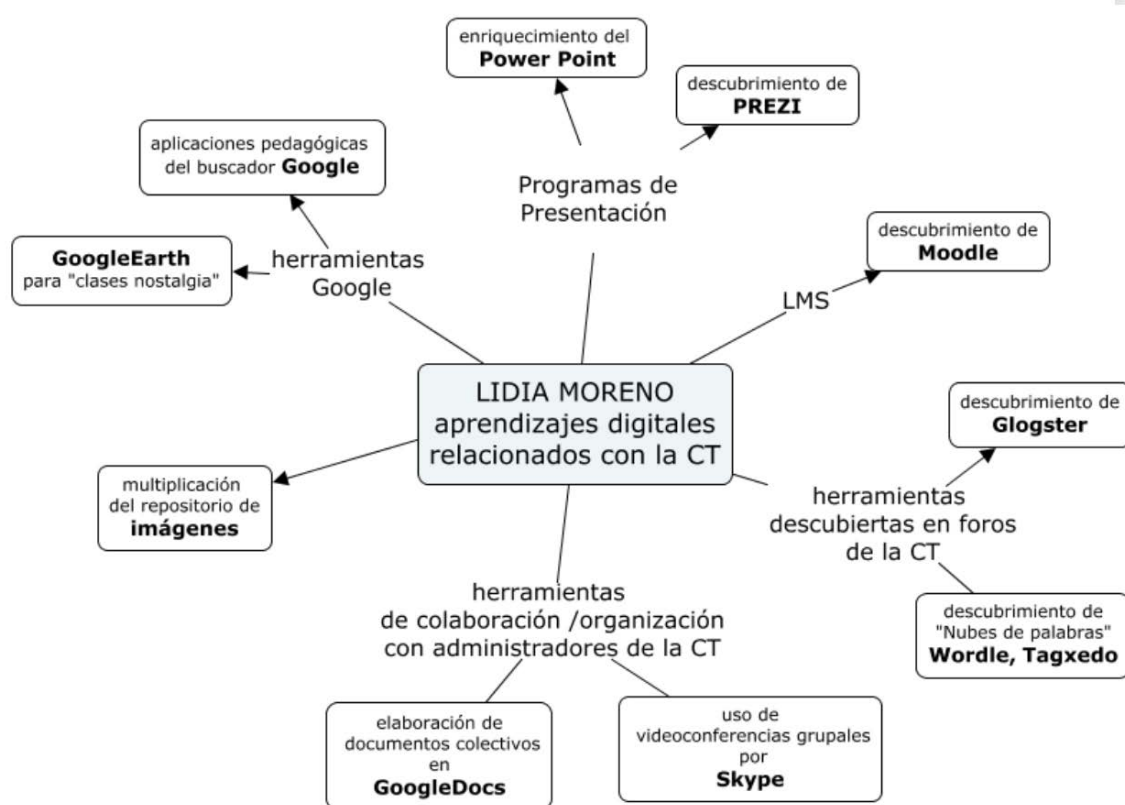 enriquecimiento del
Power Point
descubrimiento de
PREZI
aplicaciones pedagógicas
del buscador Google
Programas de
Presentación
GoogleEarth
para "clases nostalgia"
herramientas
Google
descubrimiento de
Moodle
LMS
LIDIA MORENO
aprendizajes digitales
relacionados con la CT
descubrimiento de
Glogster
multiplicación
del repositorio de
imágenes
herramientas
descubiertas en foros
de la CT
herramientas
de colaboración /organización
con administradores de la CT
descubrimiento de
"Nubes de palabras"
Wordle, Tagxedo
elaboración de
documentos colectivos
en
GoogleDocs
uso de
videoconferencias grupales
por
Skype